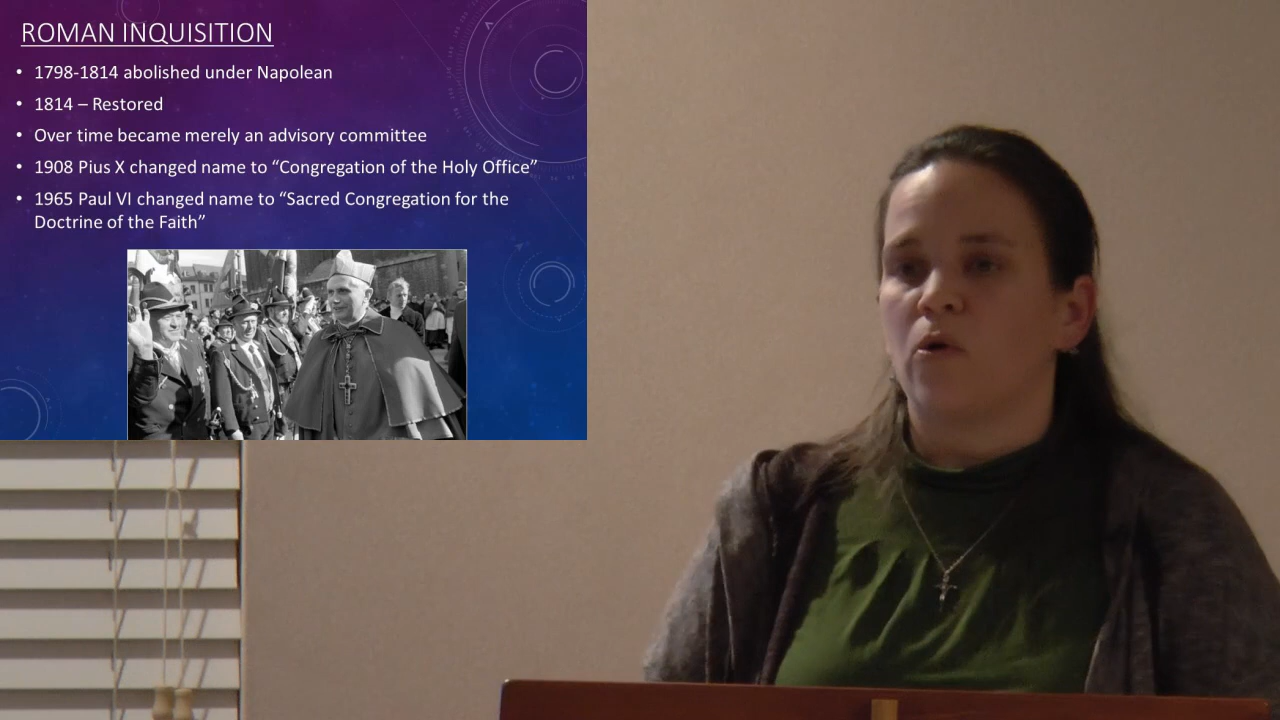 ROMAN INQUISITION
• 1798-1814 abolished under Napolean
• 1814 – Restored
• Over time became merely an advisory committee
• 1908 Pius X changed name to “Congregation of the Holy Office”
• 1965 Paul VI changed name to “Sacred Congregation for the
Doctrine of the Faith”